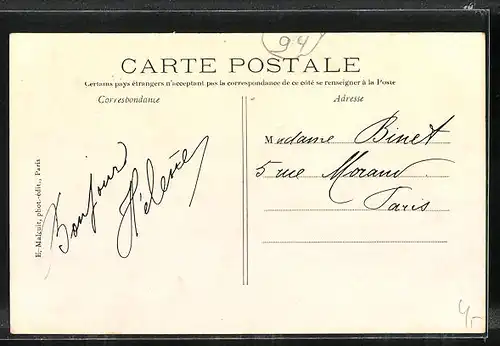 94
CARTE POSTALE
Certains pays étrangers n'acceptant pas la correspondance de ce côté se renseigner à la Poste
Correspondance
Adresse
E. Malcuit, phot.-édit., Paris
Bonjour
Hélène
Madame Binet
5 rue Morand
Paris